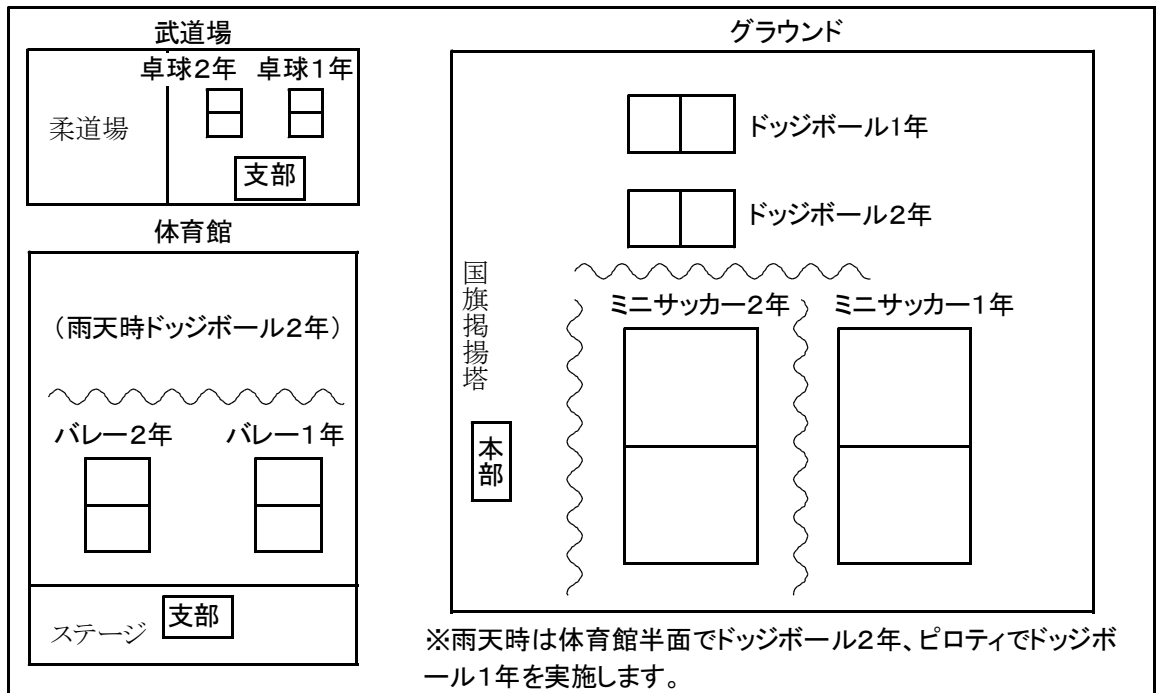 武道場
卓球2年 卓球1年
柔道場
支部
体育館
（雨天時ドッジボール2年）
バレー2年 バレー1年
ステージ
支部
グラウンド
ドッジボール1年
ドッジボール2年
国旗掲揚塔
ミニサッカー2年 ミニサッカー1年
本部
※雨天時は体育館半面でドッジボール2年、ピロティでドッジボ
ール1年を実施します。